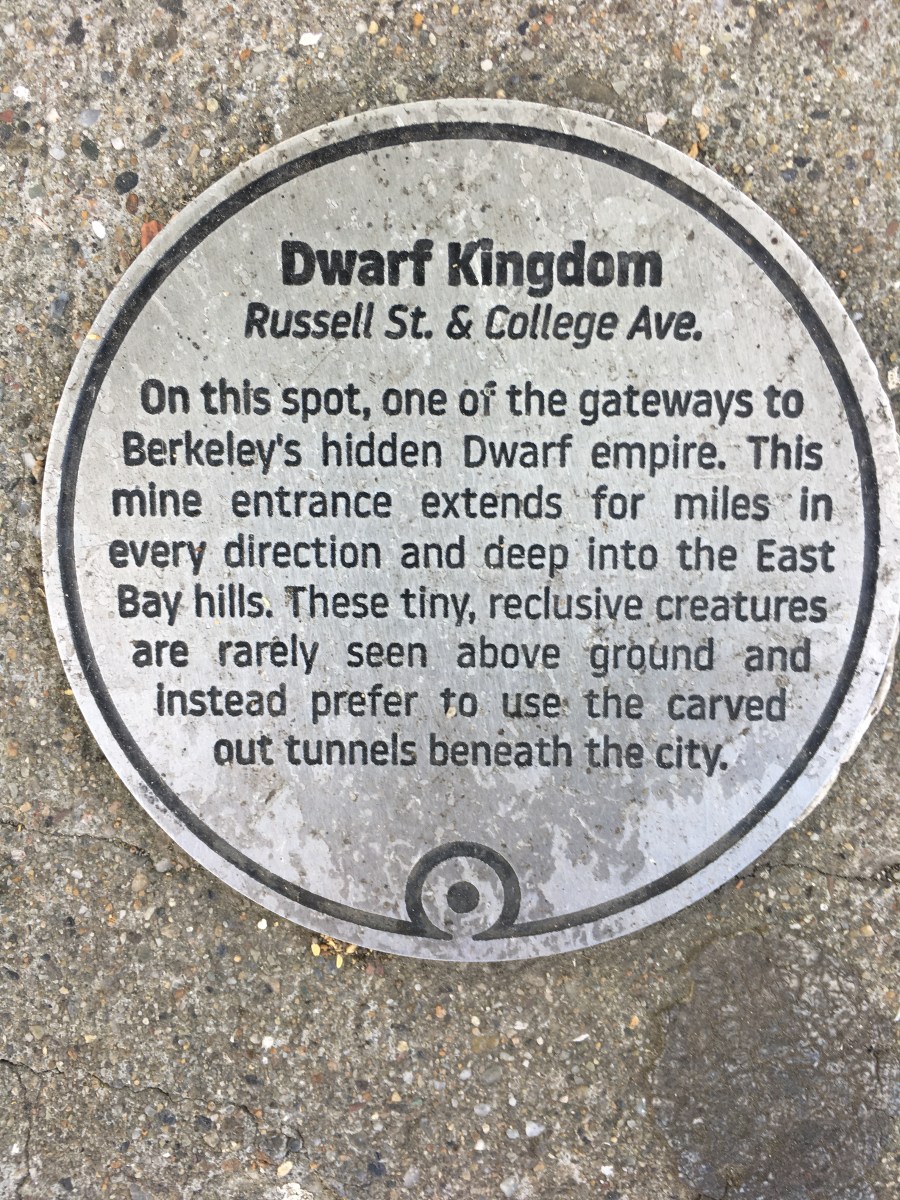 Dwarf Kingdom
Russell St. & College Ave.
On this spot, one of the gateways to
Berkeley's hidden Dwarf empire. This
mine entrance extends for miles in
every direction and deep into the East
Bay hills. These tiny, reclusive creatures
are rarely seen above ground and
instead prefer to use the carved
out tunnels beneath the city.